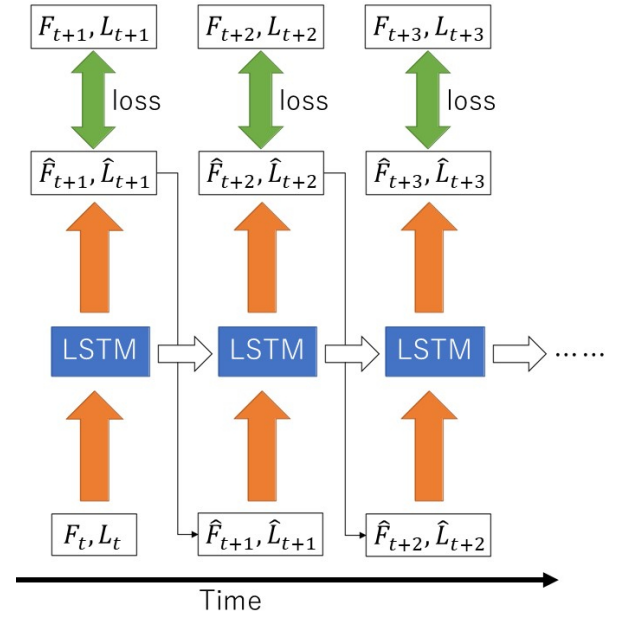 F_{t+1}, L_{t+1} F_{t+2}, L_{t+2} F_{t+3}, L_{t+3}
loss loss loss
F̂_{t+1}, L̂_{t+1} F̂_{t+2}, L̂_{t+2} F̂_{t+3}, L̂_{t+3}
LSTM LSTM LSTM ……
F_t, L_t F̂_{t+1}, L̂_{t+1} F̂_{t+2}, L̂_{t+2}
Time